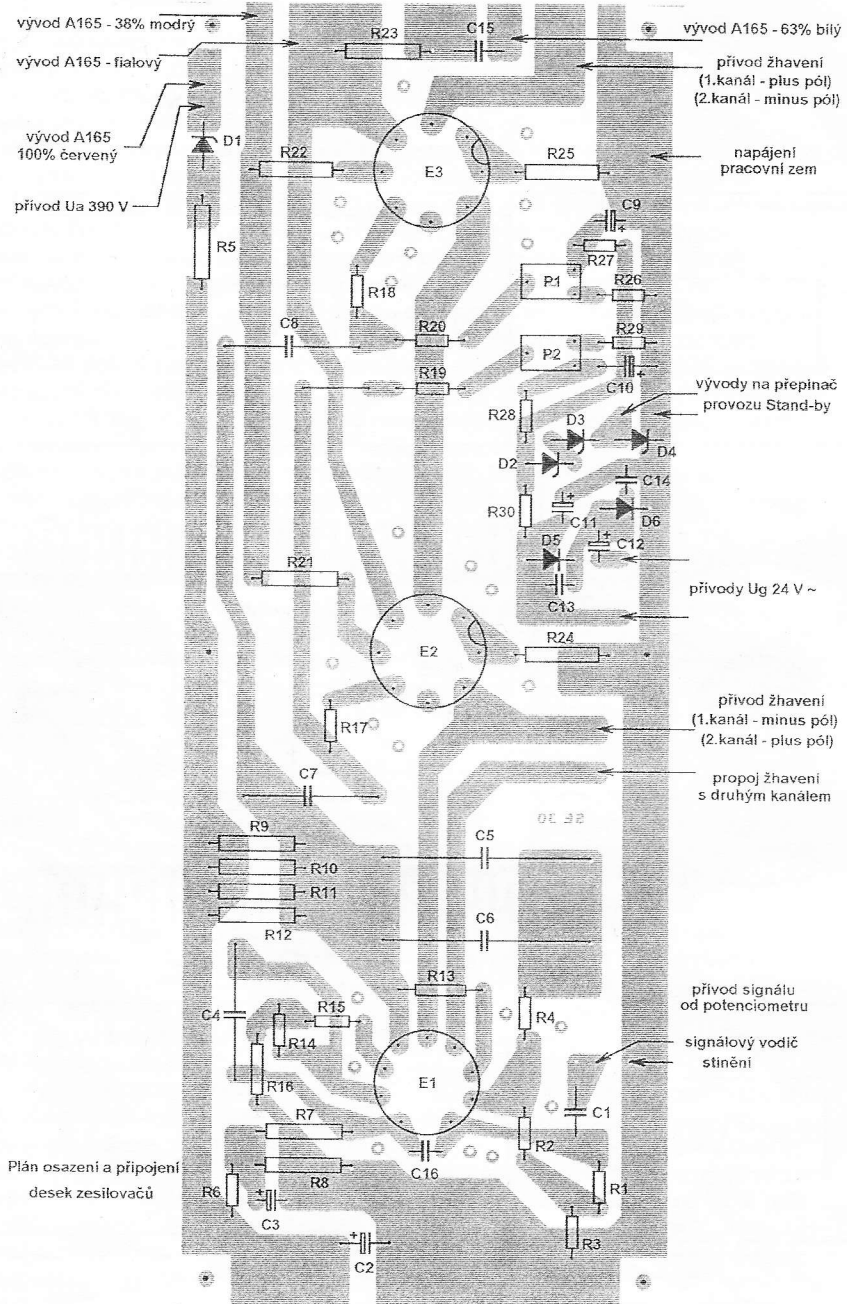 vývod A165 - 38% modrý
vývod A165 - fialový
R23
C15
vývod A165 - 63% bílý
přívod žhavení
(1.kanál - plus pól)
(2.kanál - minus pól)
vývod A165
100% červený
D1
R22
E3
R25
napájení
pracovní zem
přívod Ua 390 V
R5
C9
R27
R18
P1
R26
C8
R20
P2
R29
R19
C10
vývody na přepínač
provozu Stand-by
R28
D3
D4
D2
C14
R30
C11
D6
D5
C12
R21
C13
přívody Ug 24 V ~
E2
R24
R17
přívod žhavení
(1.kanál - minus pól)
(2.kanál - plus pól)
C7
propoj žhavení
s druhým kanálem
SE 30
R9
C5
R10
R11
R12
C6
R13
přívod signálu
od potenciometru
C4
R15
R4
R14
signálový vodič
stínění
R16
E1
C1
R7
R2
C16
Plán osazení a připojení
desek zesilovačů
R8
R6
R1
C3
R3
C2